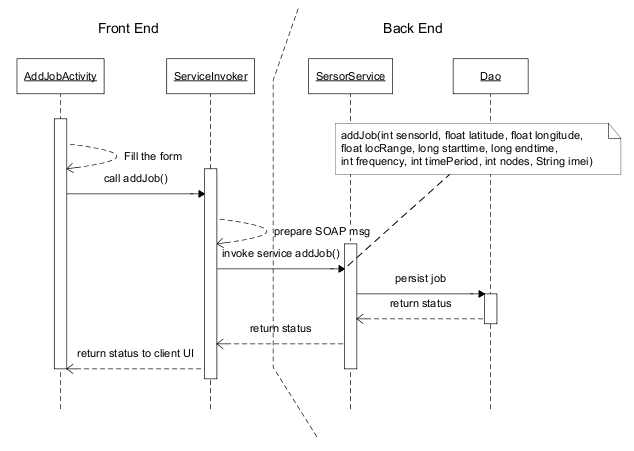 Front End
Back End
AddJobActivity
ServiceInvoker
SersorService
Dao
addJob(int sensorId, float latitude, float longitude,
float locRange, long starttime, long endtime,
int frequency, int timePeriod, int nodes, String imei)
Fill the form
call addJob()
prepare SOAP msg
invoke service addJob()
persist job
return status
return status
return status to client UI